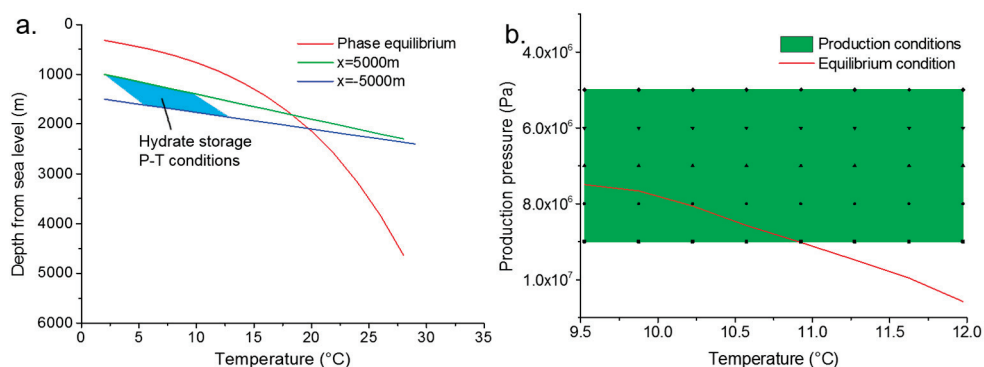 a.
0
1000
2000
3000
4000
5000
6000
Depth from sea level (m)
Phase equilibrium
x=5000m
x=-5000m
Hydrate storage
P-T conditions
0 5 10 15 20 25 30 35
Temperature (°C)
b.
4.0x10⁶
6.0x10⁶
8.0x10⁶
1.0x10⁷
Production pressure (Pa)
Production conditions
Equilibrium condition
9.5 10.0 10.5 11.0 11.5 12.0
Temperature (°C)